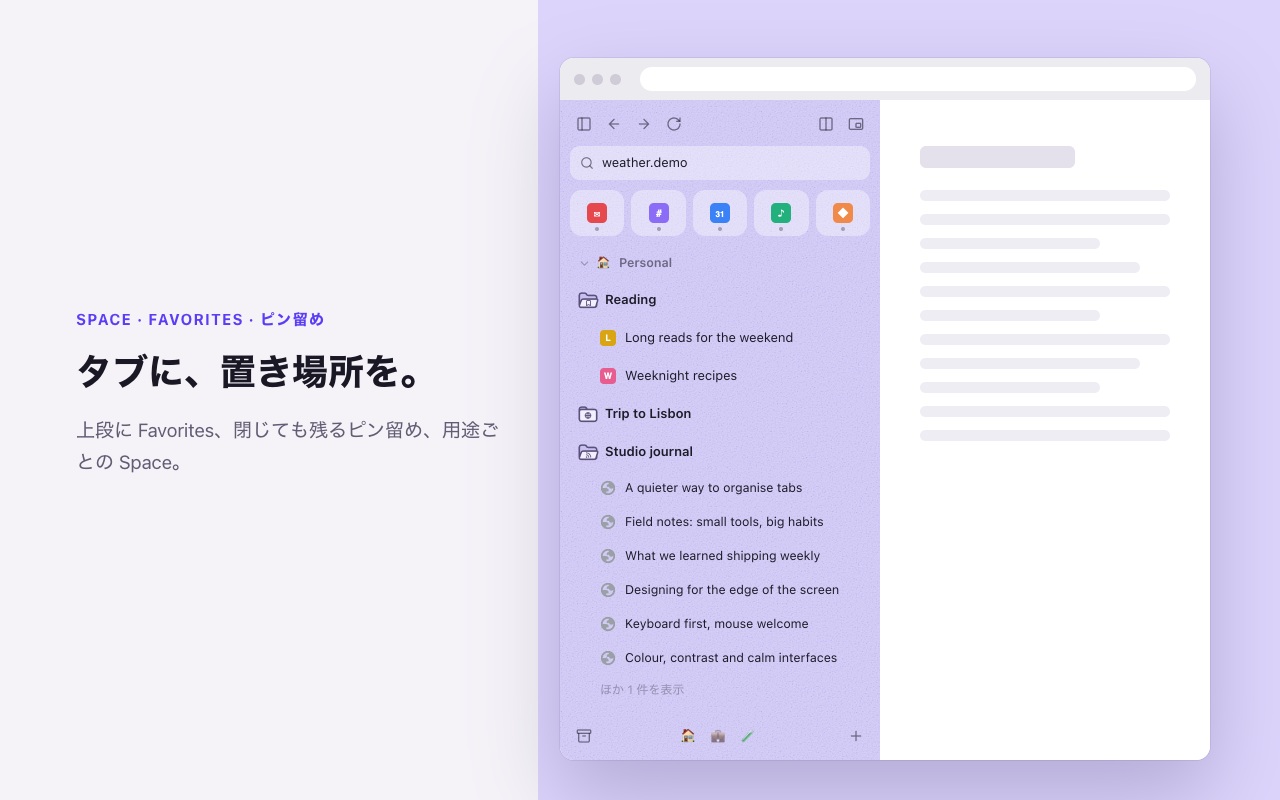 SPACE · FAVORITES · ピン留め
タブに、置き場所を。
上段に Favorites、閉じても残るピン留め、用途ご
との Space。
weather.demo
#
31
Personal
Reading
L
Long reads for the weekend
W
Weeknight recipes
Trip to Lisbon
Studio journal
A quieter way to organise tabs
Field notes: small tools, big habits
What we learned shipping weekly
Designing for the edge of the screen
Keyboard first, mouse welcome
Colour, contrast and calm interfaces
ほか 1 件を表示